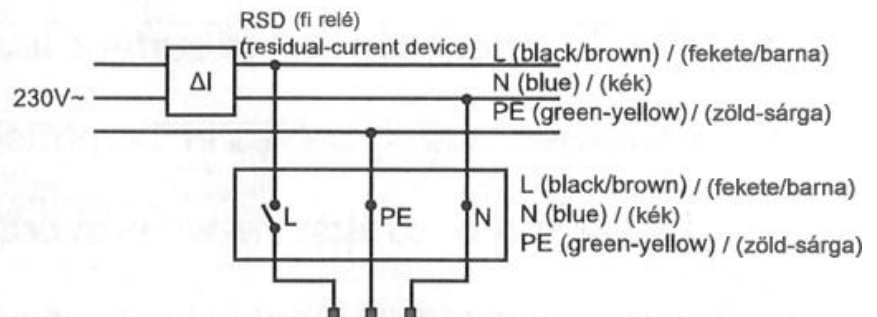 RSD (fi relé)
(residual-current device)
L (black/brown) / (fekete/barna)
ΔI
N (blue) / (kék)
230V~
PE (green-yellow) / (zöld-sárga)
L (black/brown) / (fekete/barna)
L
PE
N
N (blue) / (kék)
PE (green-yellow) / (zöld-sárga)